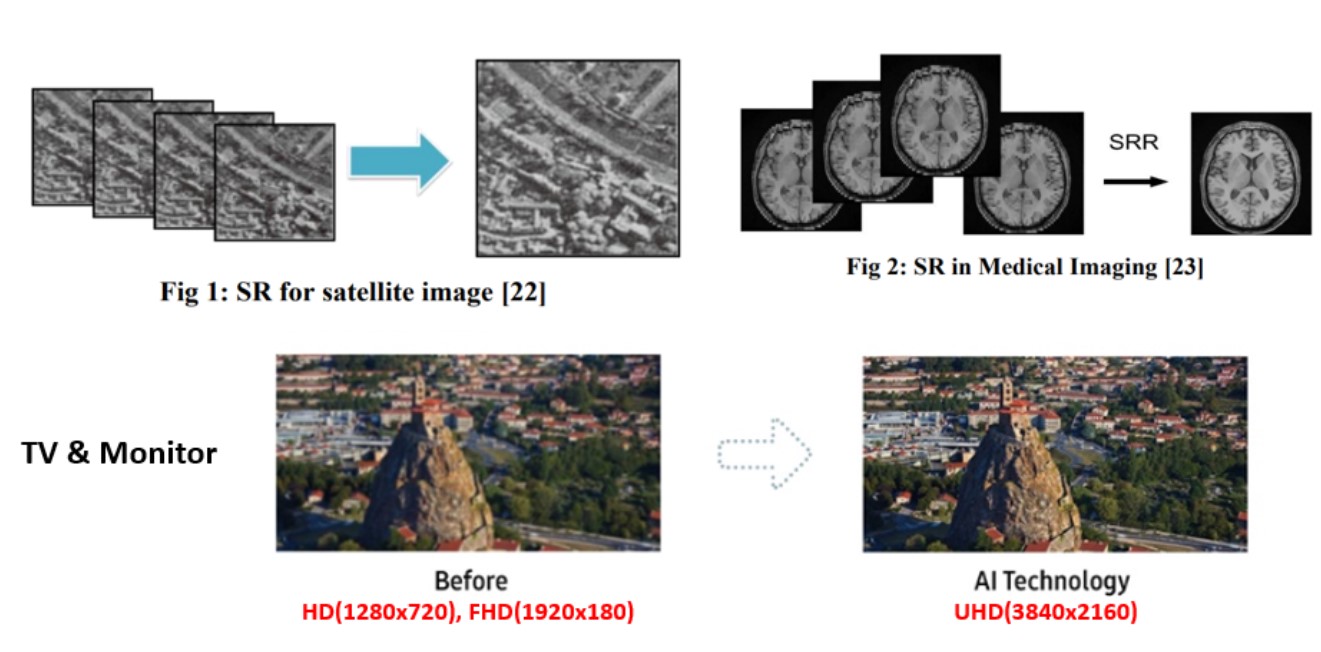 SRR
Fig 1: SR for satellite image [22]
Fig 2: SR in Medical Imaging [23]
TV & Monitor
Before
HD(1280x720), FHD(1920x180)
AI Technology
UHD(3840x2160)